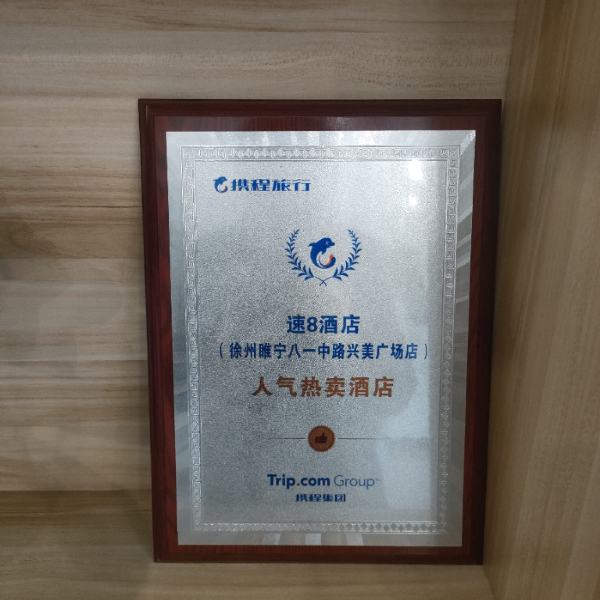 携程旅行
速8酒店
（徐州睢宁八一中路兴美广场店）
人气热卖酒店
Trip.com Group™
携程集团